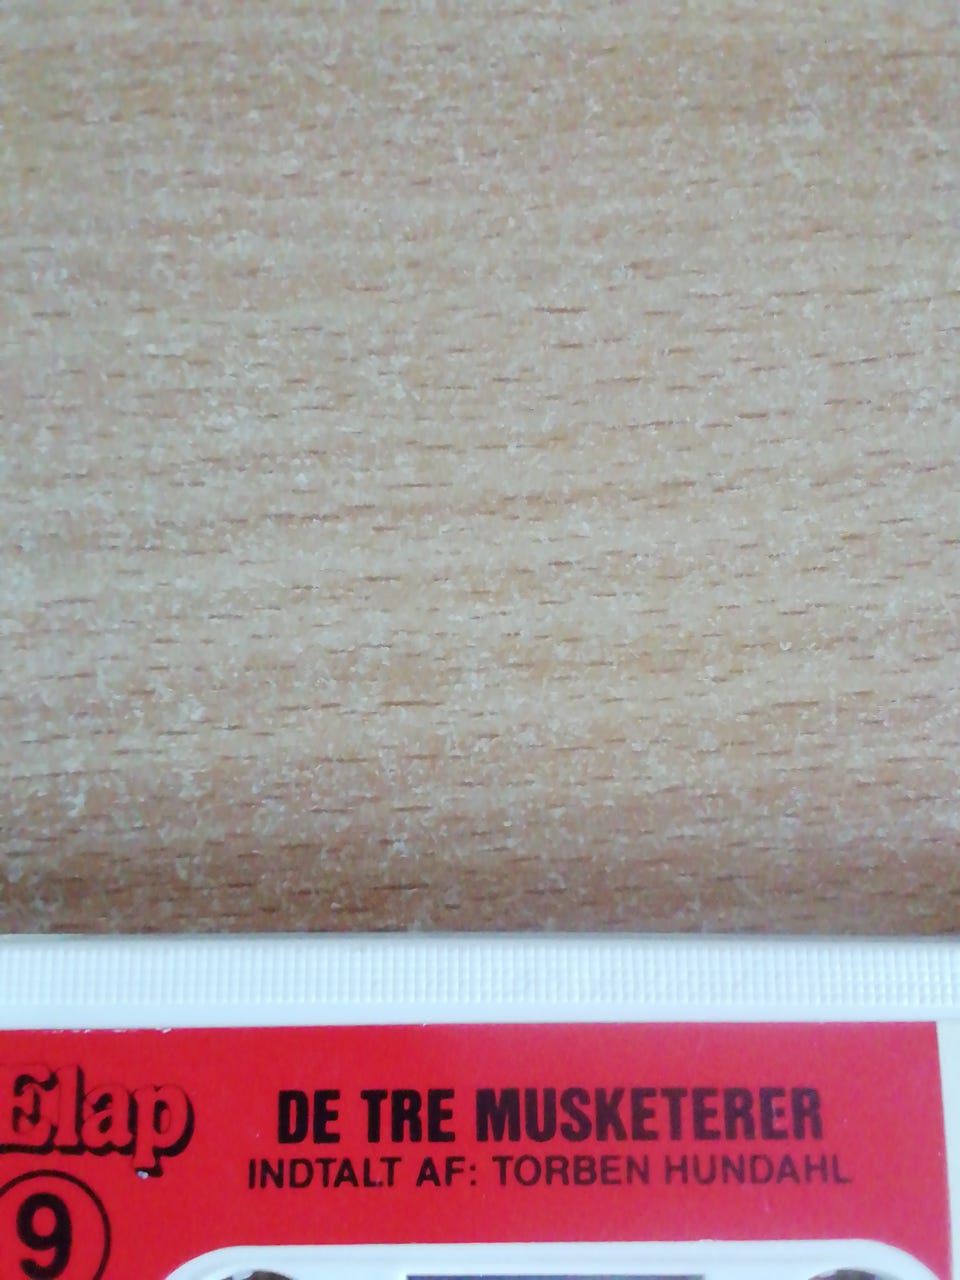 Elap
DE TRE MUSKETERER
INDTALT AF: TORBEN HUNDAHL
9